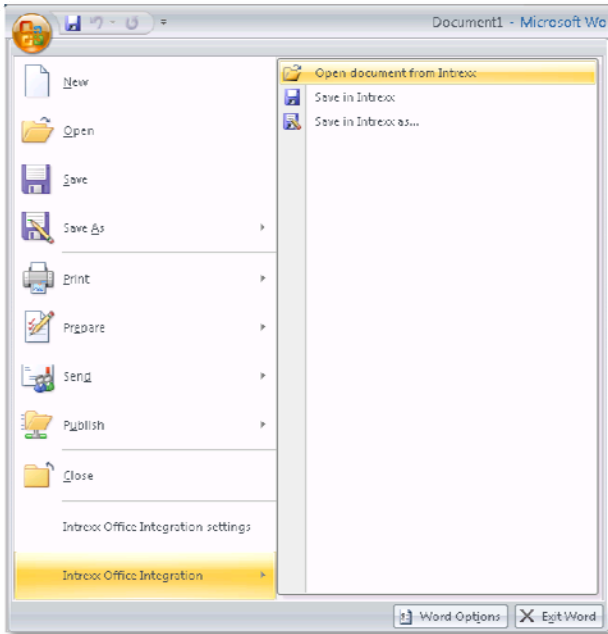 Document1 - Microsoft Wo
New
Open
Save
Save As
Print
Prepare
Send
Publish
Close
Intrexx Office Integration settings
Intrexx Office Integration
Open document from Intrexx
Save in Intrexx
Save in Intrexx as...
Word Options
Exit Word